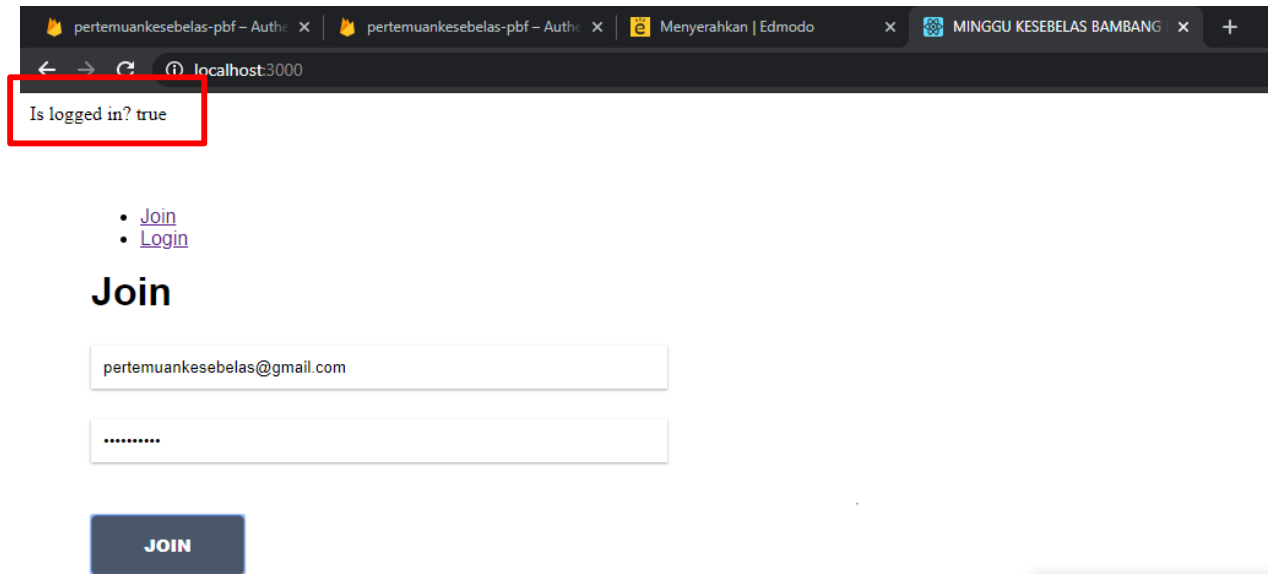 pertemuankesebelas-pbf – Authe
pertemuankesebelas-pbf – Authe
ë Menyerahkan | Edmodo
MINGGU KESEBELAS BAMBANG
localhost:3000
Is logged in? true
• Join
• Login
Join
pertemuankesebelas@gmail.com
••••••••••
JOIN